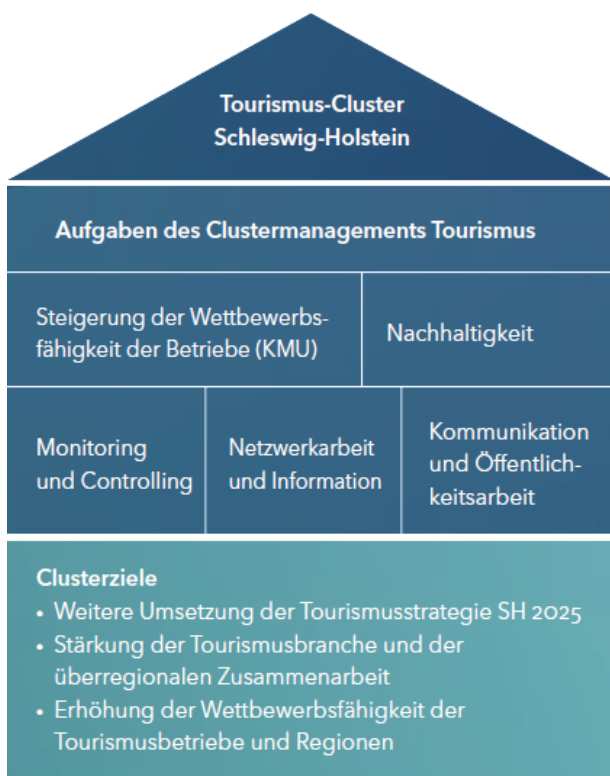 Tourismus-Cluster
Schleswig-Holstein
Aufgaben des Clustermanagements Tourismus
Steigerung der Wettbewerbs-
fähigkeit der Betriebe (KMU)
Nachhaltigkeit
Monitoring
und Controlling
Netzwerkarbeit
und Information
Kommunikation
und Öffentlich-
keitsarbeit
Clusterziele
• Weitere Umsetzung der Tourismusstrategie SH 2025
• Stärkung der Tourismusbranche und der
überregionalen Zusammenarbeit
• Erhöhung der Wettbewerbsfähigkeit der
Tourismusbetriebe und Regionen